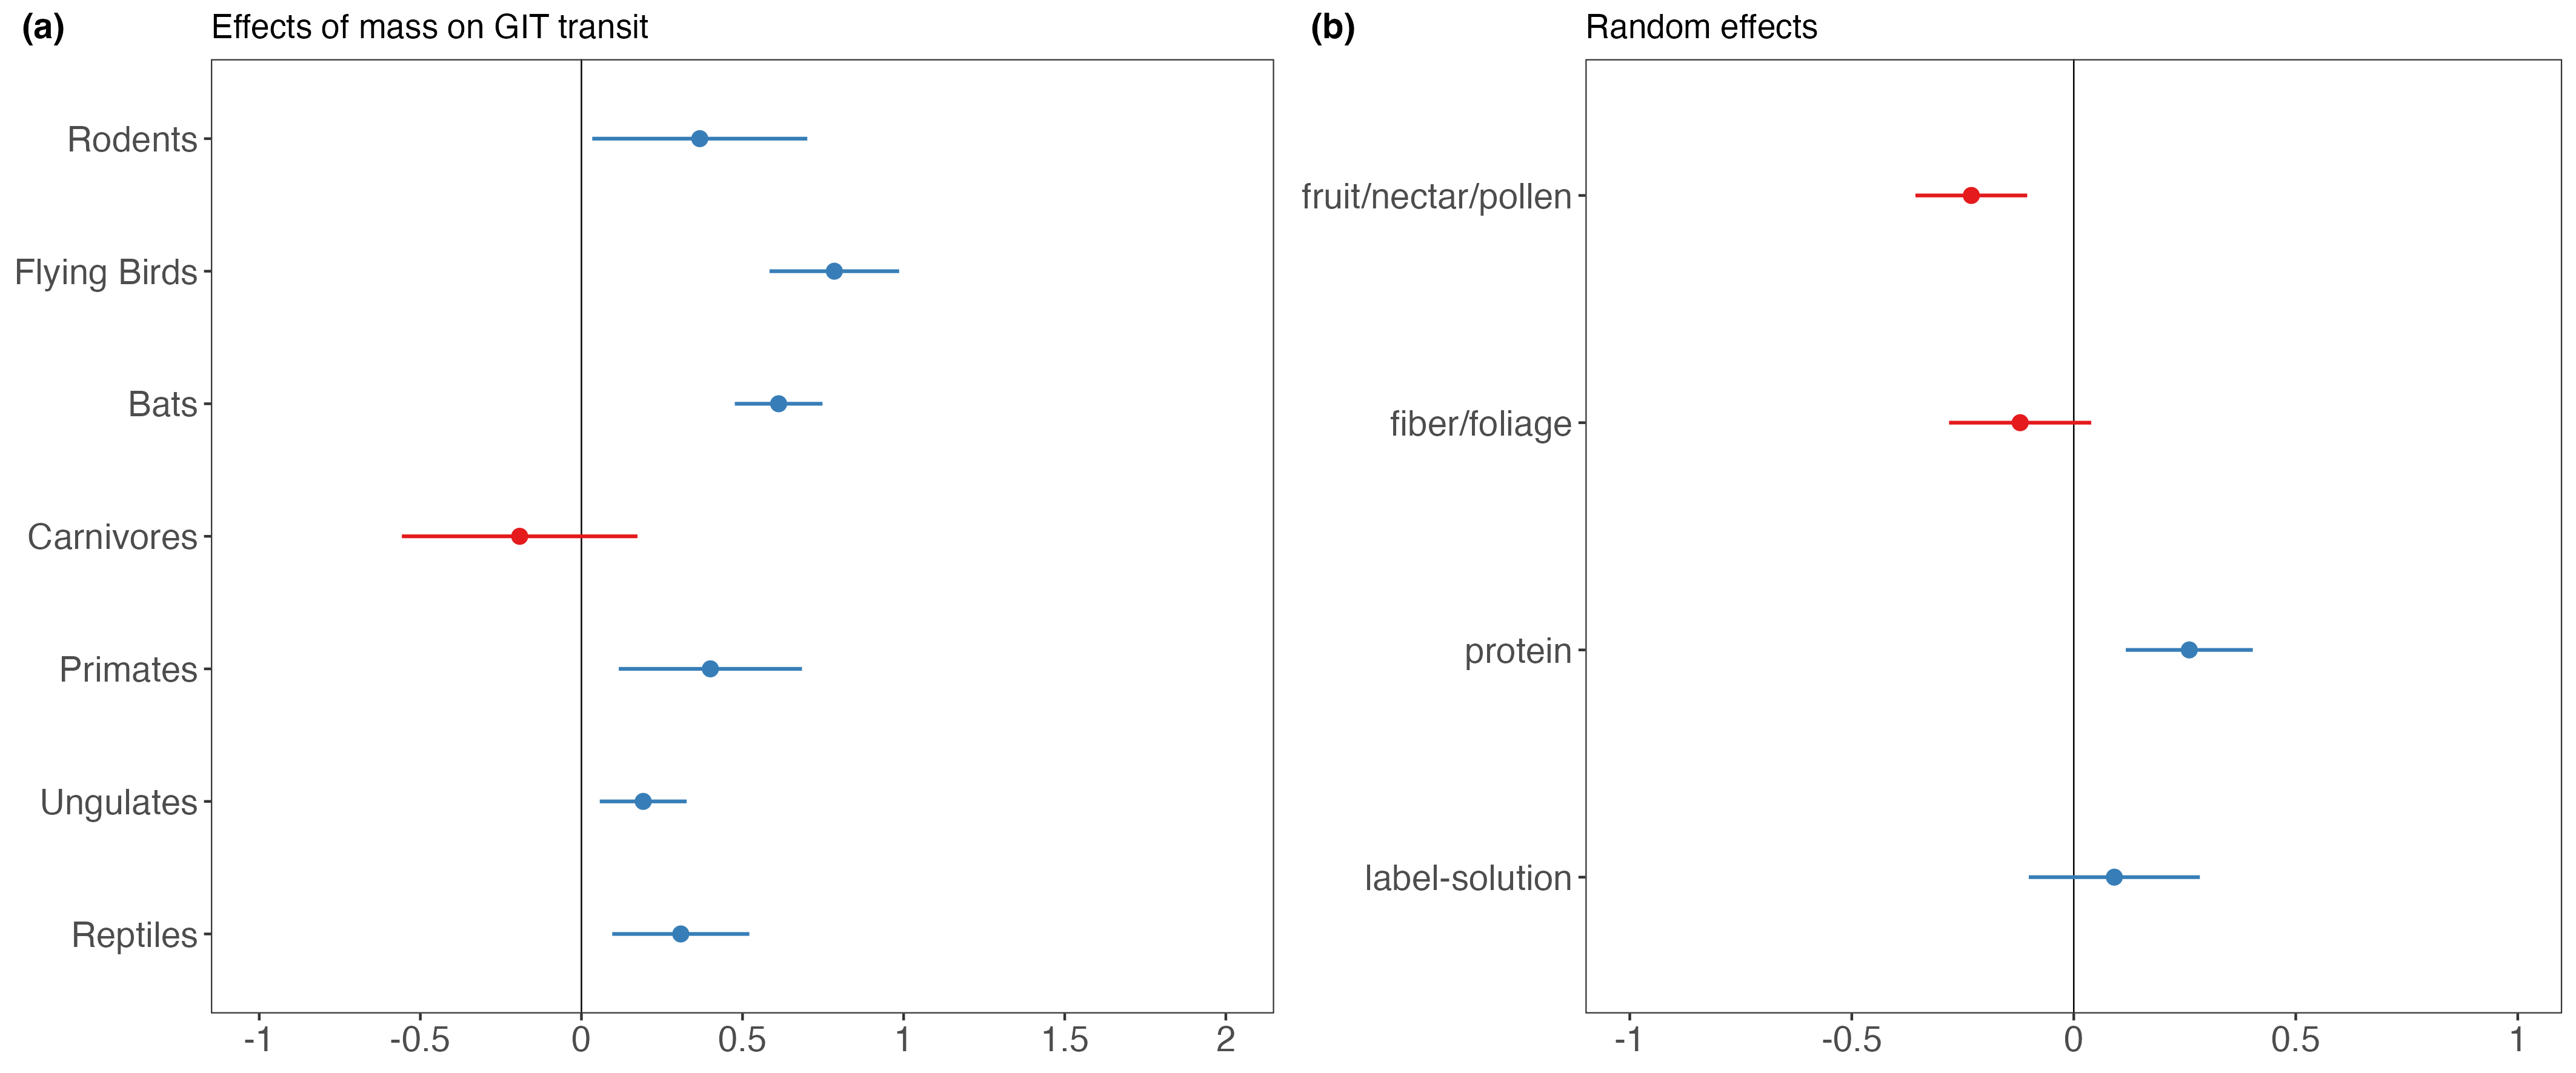 (a) Effects of mass on GIT transit
Rodents
Flying Birds
Bats
Carnivores
Primates
Ungulates
Reptiles
-1 -0.5 0 0.5 1 1.5 2
(b) Random effects
fruit/nectar/pollen
fiber/foliage
protein
label-solution
-1 -0.5 0 0.5 1